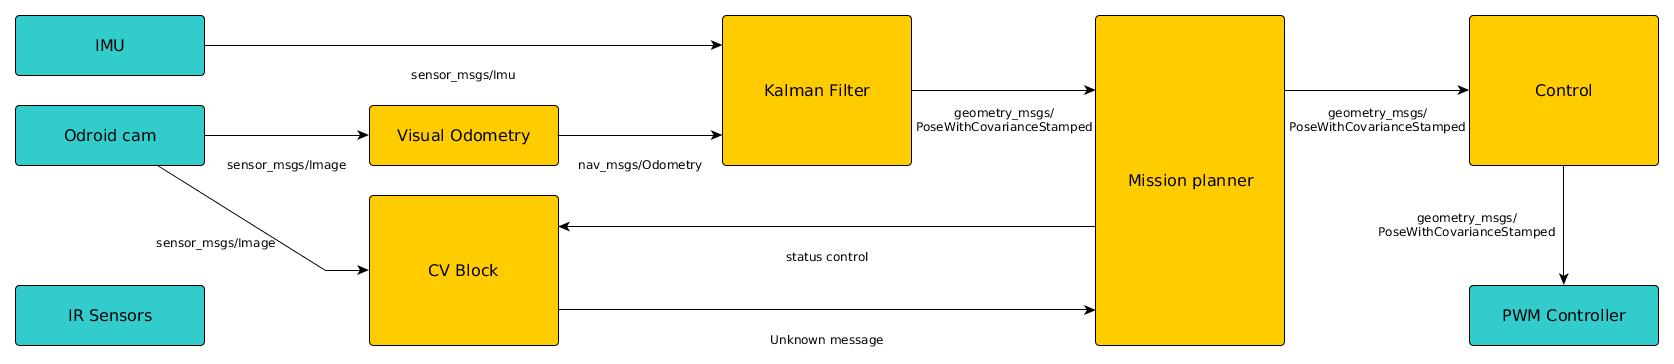 IMU
sensor_msgs/Imu
Kalman Filter
geometry_msgs/
PoseWithCovarianceStamped
geometry_msgs/
PoseWithCovarianceStamped
Control
Odroid cam
sensor_msgs/Image
Visual Odometry
nav_msgs/Odometry
Mission planner
sensor_msgs/Image
CV Block
status control
Unknown message
geometry_msgs/
PoseWithCovarianceStamped
IR Sensors
PWM Controller